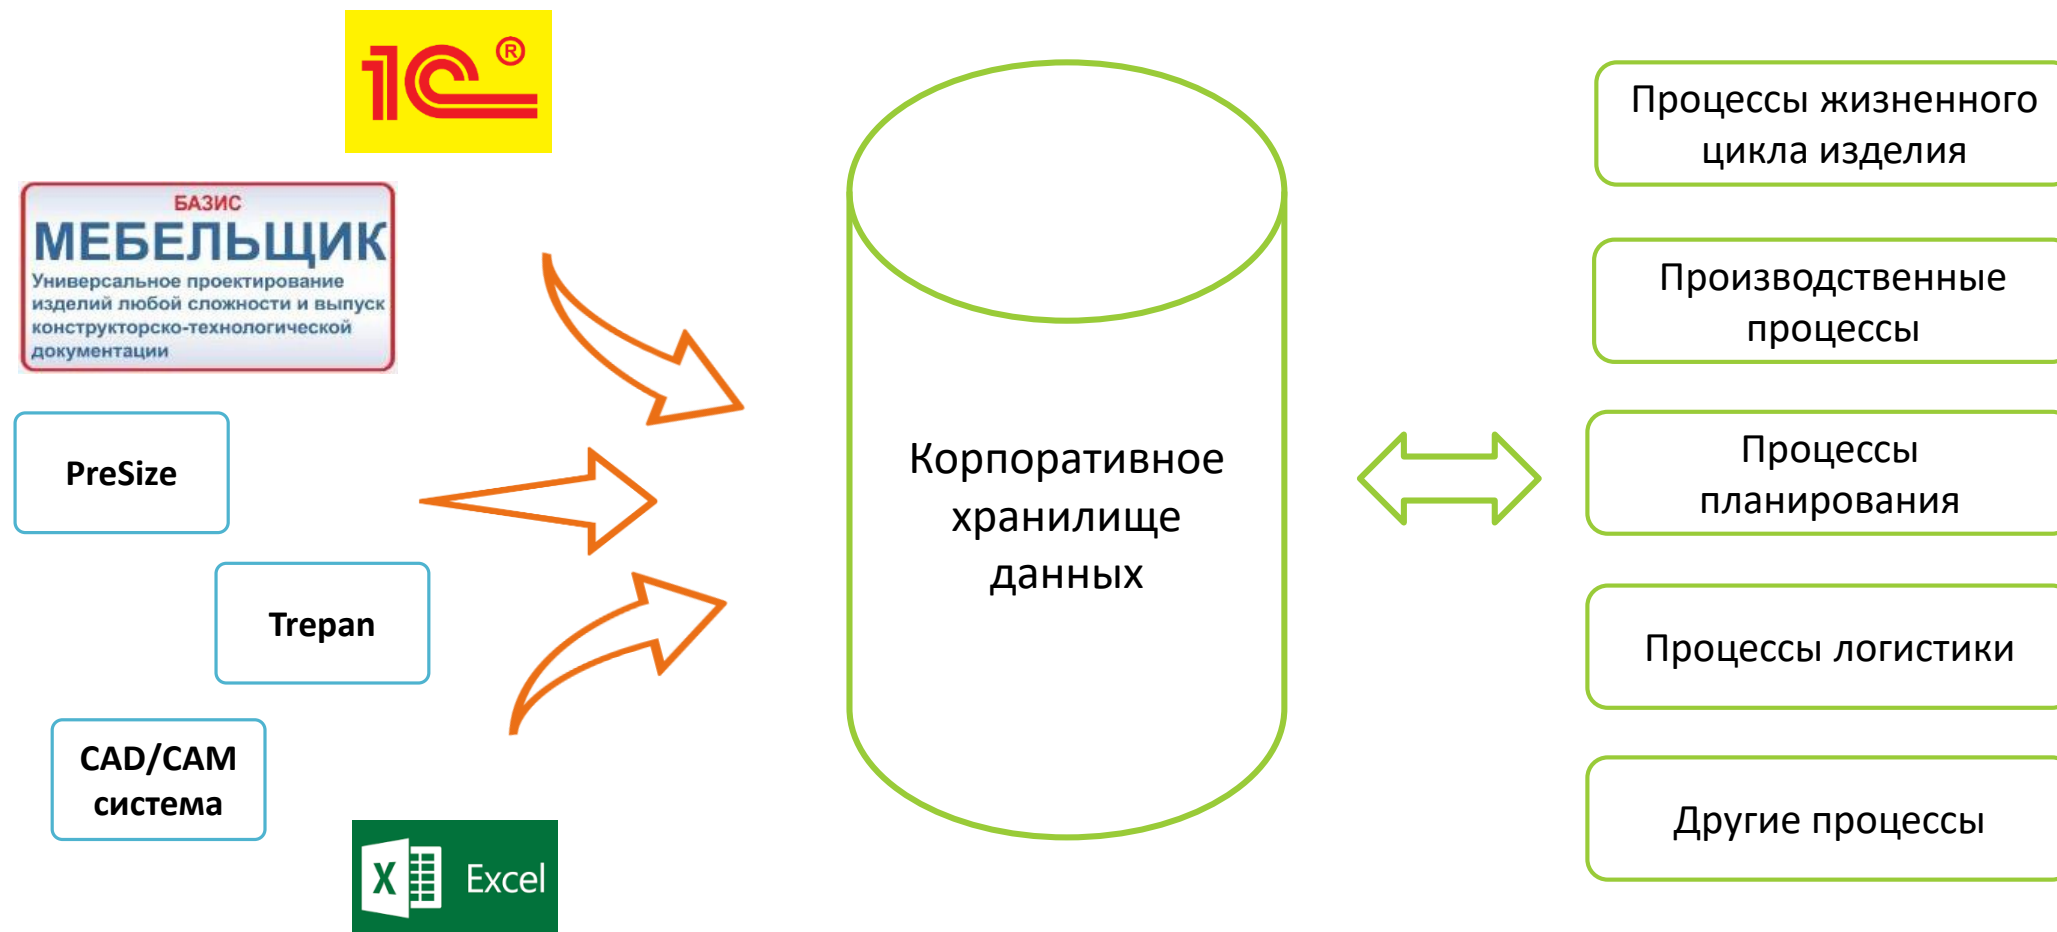 1С®
БАЗИС
МЕБЕЛЬЩИК
Универсальное проектирование
изделий любой сложности и выпуск
конструкторско-технологической
документации
PreSize
Trepan
CAD/CAM
система
X Excel
Корпоративное
хранилище
данных
Процессы жизненного
цикла изделия
Производственные
процессы
Процессы
планирования
Процессы логистики
Другие процессы